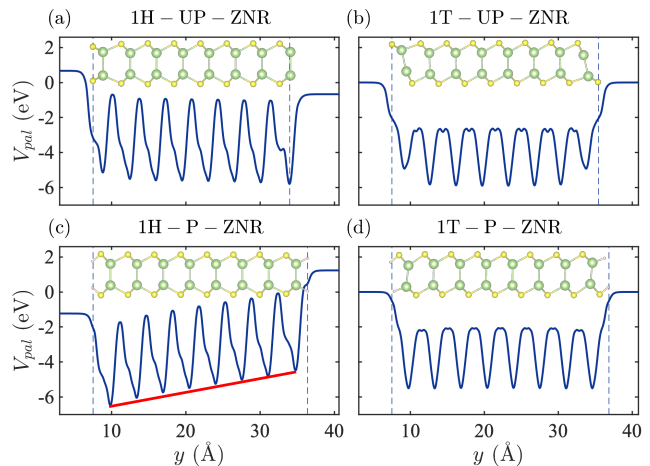 (a) 1H − UP − ZNR
(b) 1T − UP − ZNR
V_pal (eV)
2
0
-2
-4
-6
(c) 1H − P − ZNR
(d) 1T − P − ZNR
V_pal (eV)
2
0
-2
-4
-6
10 20 30 40
10 20 30 40
y (Å)
y (Å)